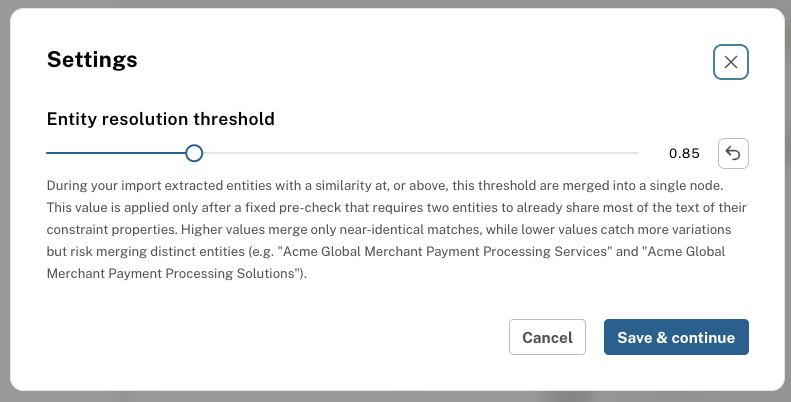 Settings
Entity resolution threshold
0.85
During your import extracted entities with a similarity at, or above, this threshold are merged into a single node.
This value is applied only after a fixed pre-check that requires two entities to already share most of the text of their
constraint properties. Higher values merge only near-identical matches, while lower values catch more variations
but risk merging distinct entities (e.g. "Acme Global Merchant Payment Processing Services" and "Acme Global
Merchant Payment Processing Solutions").
Cancel
Save & continue